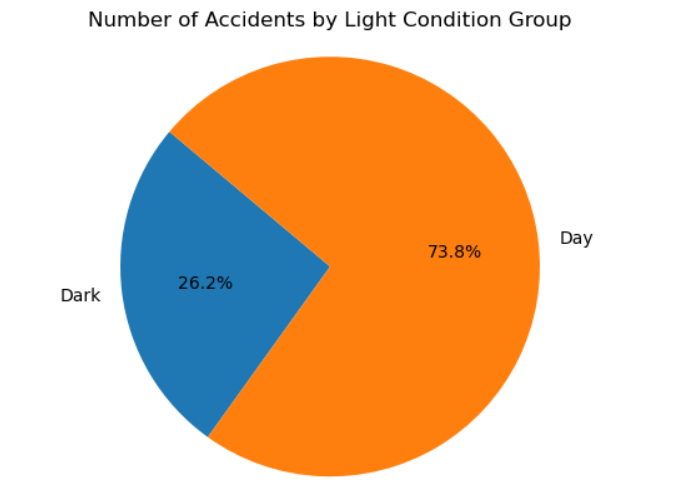 Number of Accidents by Light Condition Group
Day
73.8%
26.2%
Dark